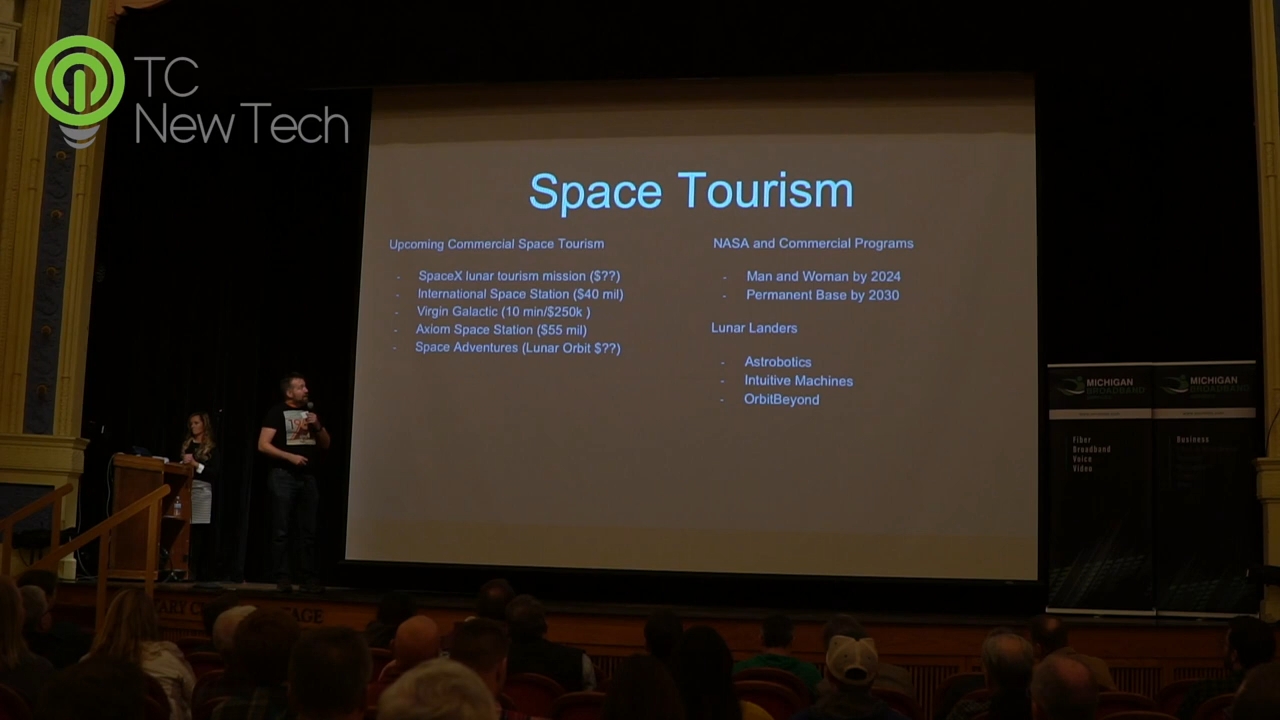 TC
New Tech
Space Tourism
Upcoming Commercial Space Tourism
- SpaceX lunar tourism mission ($??)
- International Space Station ($40 mil)
- Virgin Galactic (10 min/$250k )
- Axiom Space Station ($55 mil)
- Space Adventures (Lunar Orbit $??)
NASA and Commercial Programs
- Man and Woman by 2024
- Permanent Base by 2030
Lunar Landers
- Astrobotics
- Intuitive Machines
- OrbitBeyond
MICHIGAN
BROADBAND
Fiber
Broadband
Voice
Video
MICHIGAN
BROADBAND
Business